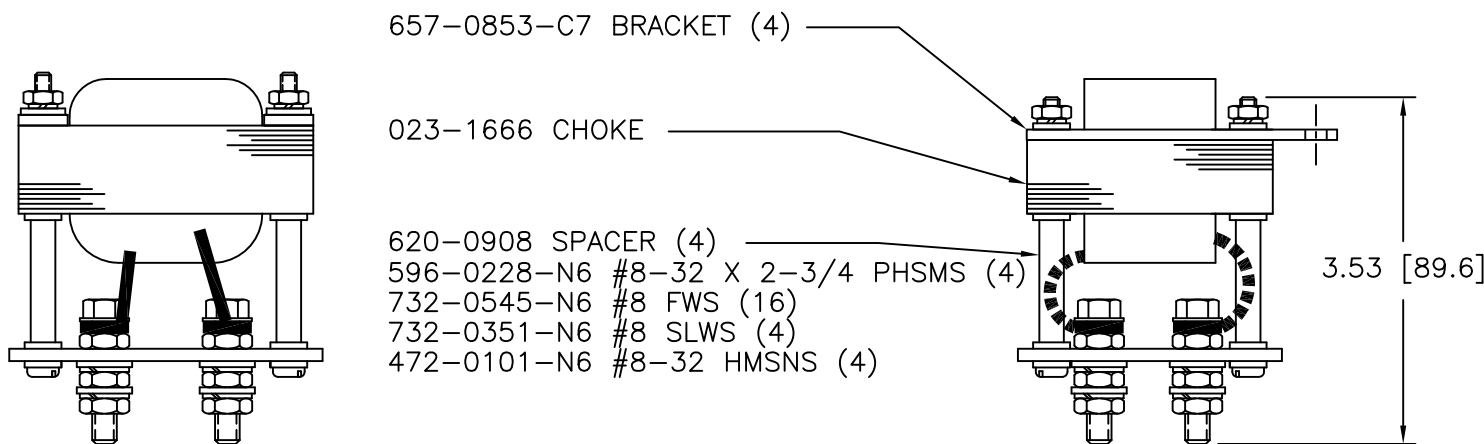 657-0853-C7 BRACKET (4)
023-1666 CHOKE
620-0908 SPACER (4)
596-0228-N6 #8-32 X 2-3/4 PHSMS (4)
732-0545-N6 #8 FWS (16)
732-0351-N6 #8 SLWS (4)
472-0101-N6 #8-32 HMSNS (4)
3.53 [89.6]